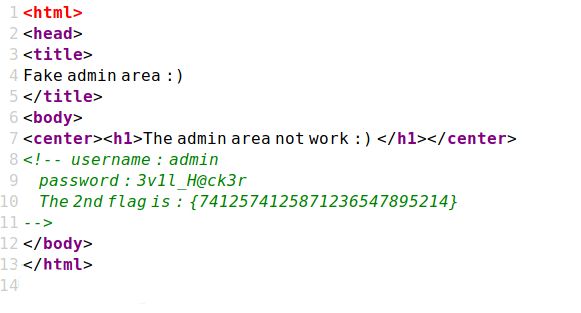 1 <html>
2 <head>
3 <title>
4 Fake admin area :)
5 </title>
6 <body>
7 <center><h1>The admin area not work :) </h1></center>
8 <!-- username : admin
9 password : 3v1l_H@ck3r
10 The 2nd flag is : {7412574125871236547895214}
11 -->
12 </body>
13 </html>
14